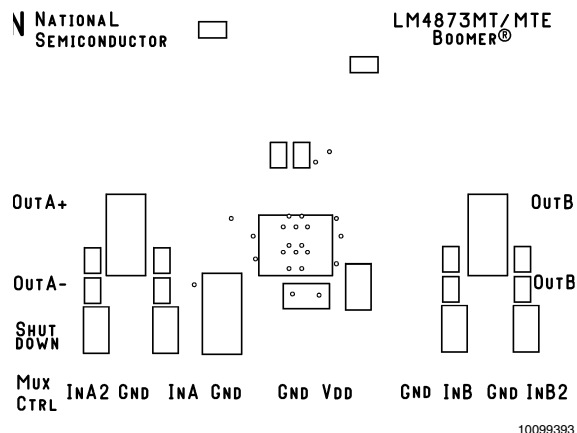 N NATIONAL
SEMICONDUCTOR
LM4873MT/MTE
BOOMER®
OUTA+
OUTB
OUTA-
OUTB
SHUT
DOWN
MUX
CTRL
INA2 GND INA GND GND VDD GND INB GND INB2
10099393